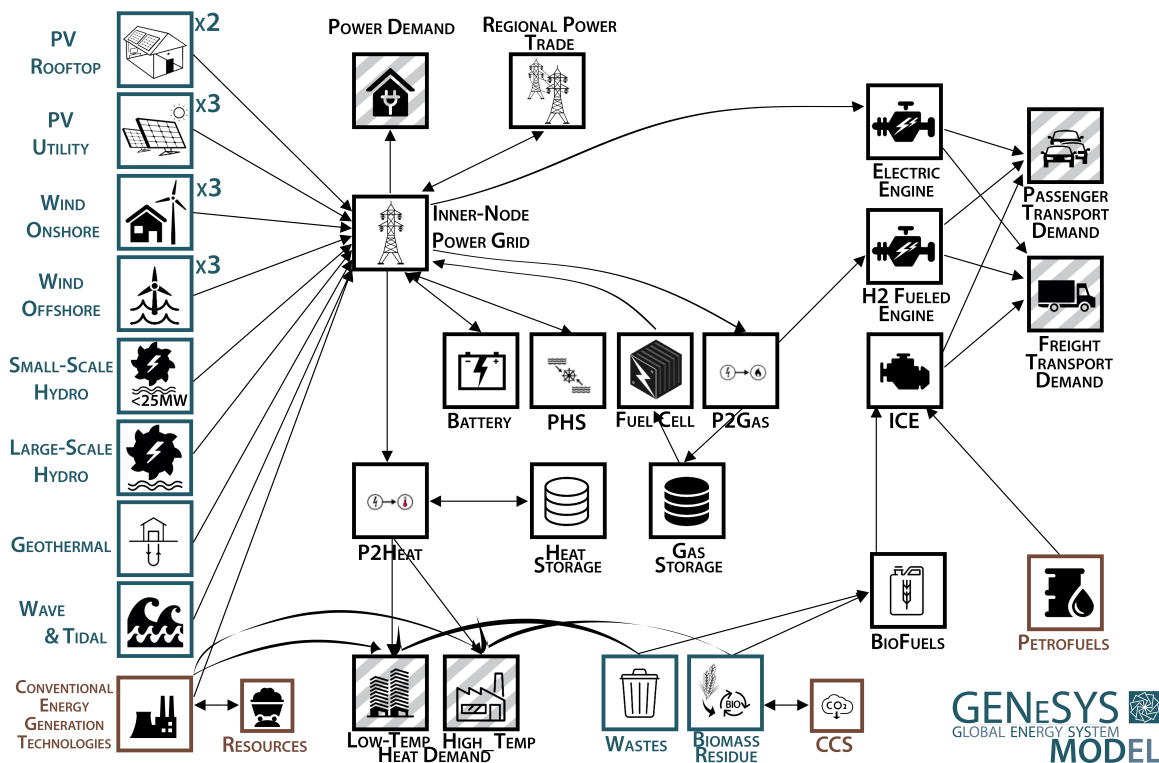 PV
Rooftop
x2
PV
Utility
x3
Wind
Onshore
x3
Wind
Offshore
x3
Small-Scale
Hydro
<25MW
Large-Scale
Hydro
Geothermal
Wave
& Tidal
Conventional
Energy
Generation
Technologies
Resources
Power Demand
Regional Power
Trade
Inner-Node
Power Grid
Battery
PHS
Fuel Cell
P2Gas
P2Heat
Heat
Storage
Gas
Storage
Low-Temp
High_Temp
Heat Demand
Wastes
BIO
Biomass
Residue
CO2
CCS
Electric
Engine
H2 Fueled
Engine
ICE
BioFuels
Petrofuels
Passenger
Transport
Demand
Freight
Transport
Demand
GENeSYS
GLOBAL ENERGY SYSTEM
MODEL